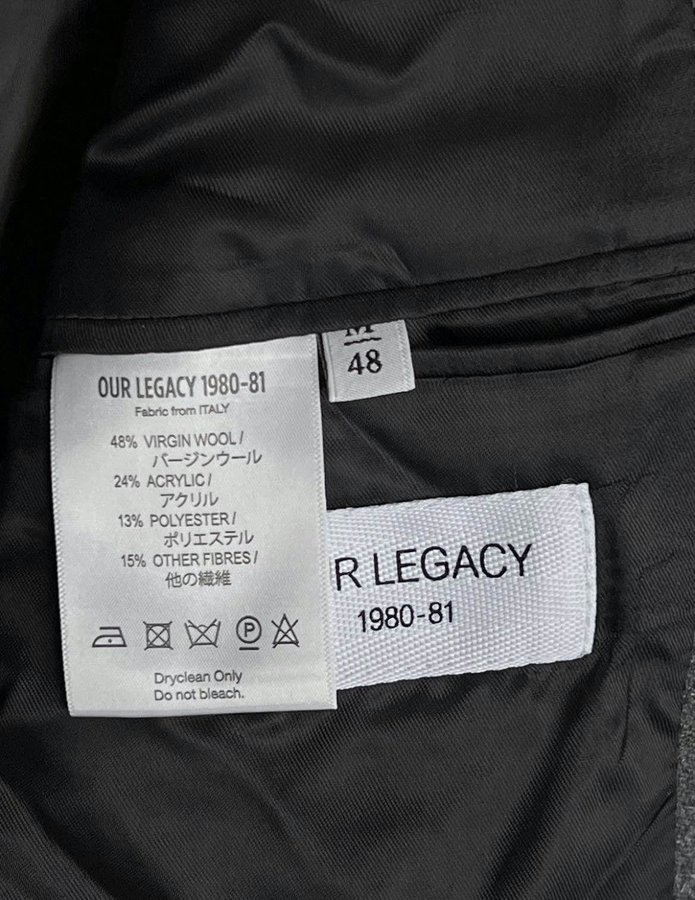 OUR LEGACY 1980-81
Fabric from ITALY
48% VIRGIN WOOL /
バージンウール
24% ACRYLIC /
アクリル
13% POLYESTER /
ポリエステル
15% OTHER FIBRES /
他の繊維
P
Dryclean Only
Do not bleach.
M
48
R LEGACY
1980-81